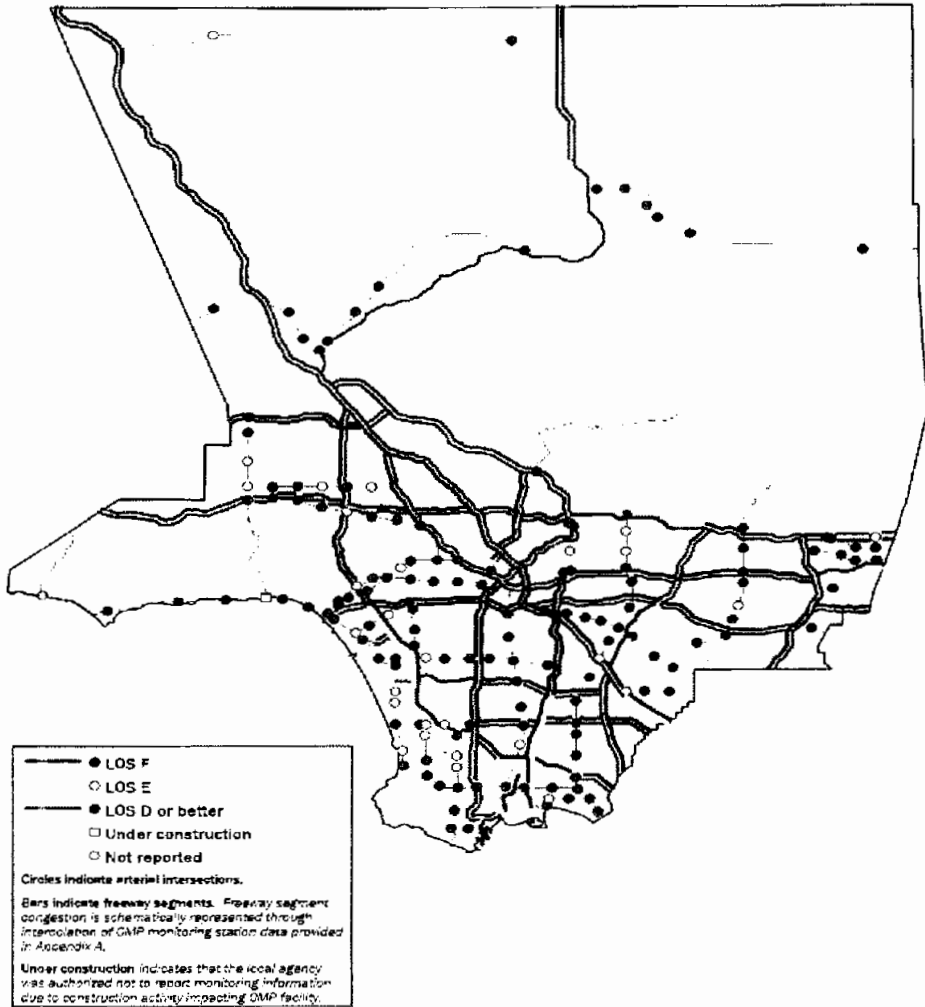 LOS F
LOS E
LOS D or better
Under construction
Not reported
Circles indicate arterial intersections.
Bars indicate freeway segments. Freeway segment
congestion is schematically represented through
interpolation of CMP monitoring station data provided
in Appendix A.
Under construction indicates that the local agency
was authorized not to report monitoring information
due to construction activity impacting CMP facility.